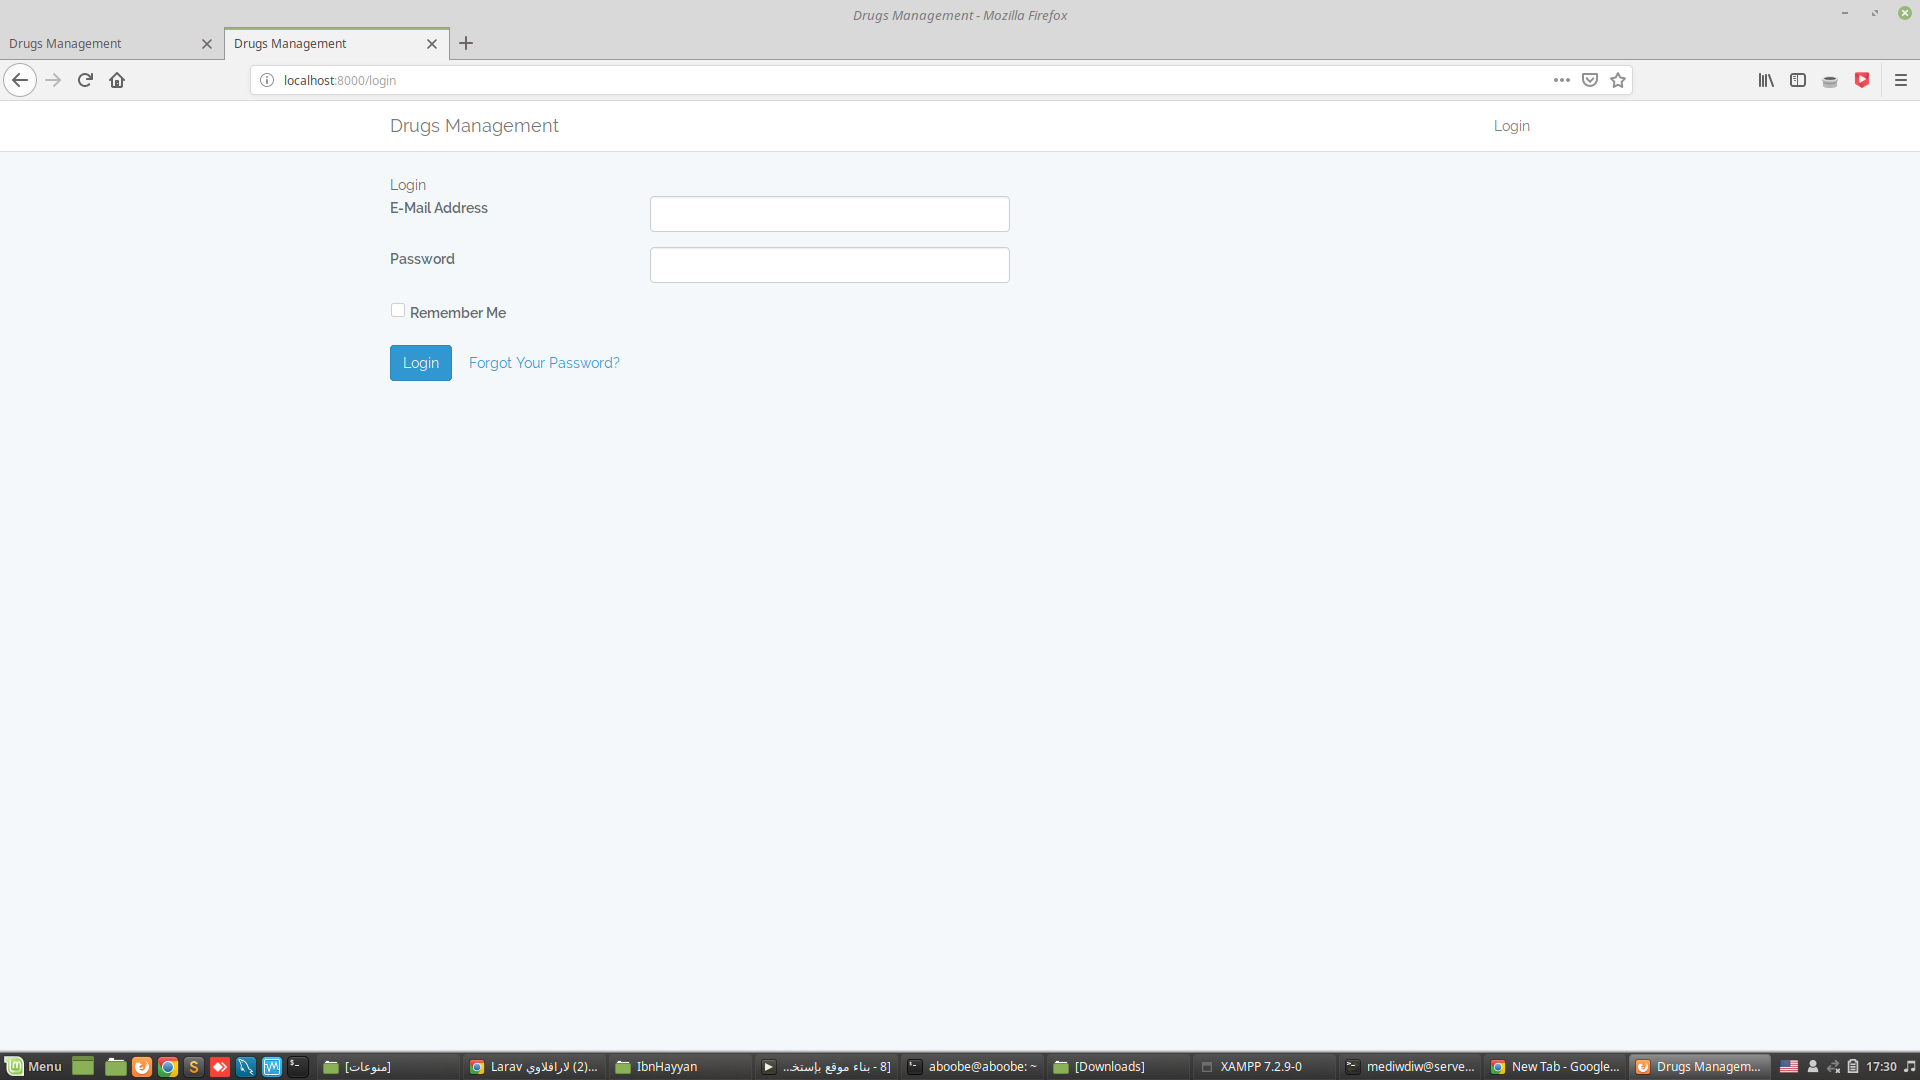 Drugs Management - Mozilla Firefox
Drugs Management
Drugs Management
localhost:8000/login
Drugs Management
Login
Login
E-Mail Address
Password
Remember Me
Login
Forgot Your Password?
Menu
[منوعات]
Larav لارافلاوي (2)...
IbnHayyan
[8 - بناء موقع بإستخ...
aboobe@aboobe: ~
[Downloads]
XAMPP 7.2.9-0
mediwdiw@serve...
New Tab - Google...
Drugs Managem...
17:30